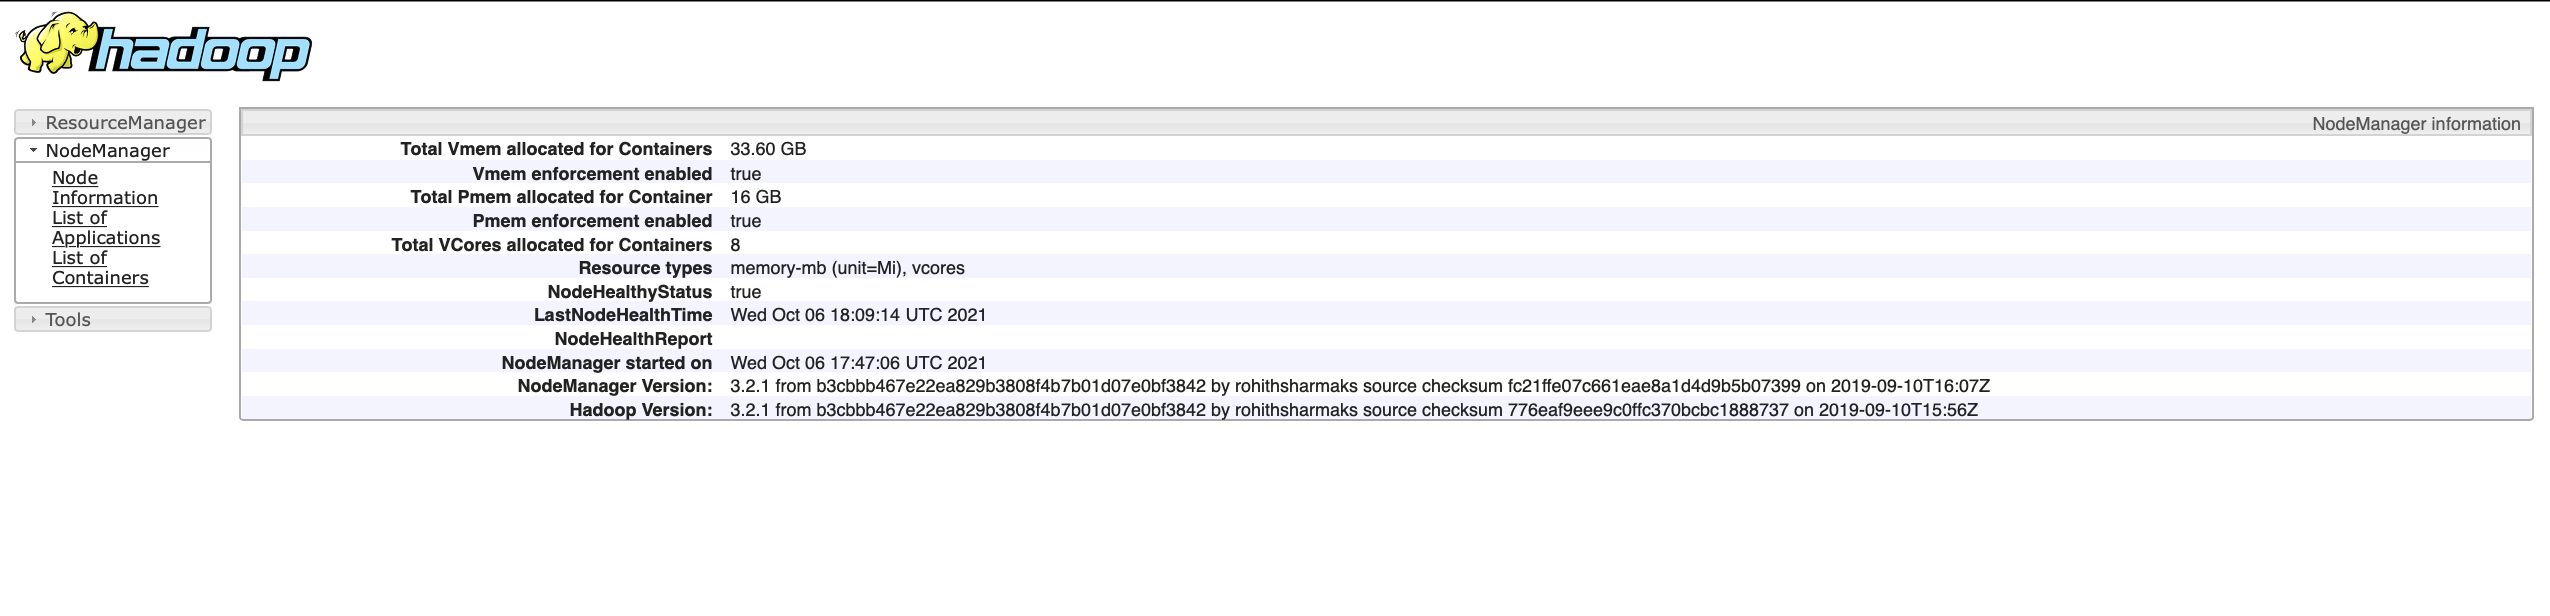 hadoop
ResourceManager
NodeManager
Node
Information
List of
Applications
List of
Containers
Tools
NodeManager information
Total Vmem allocated for Containers 33.60 GB
Vmem enforcement enabled true
Total Pmem allocated for Container 16 GB
Pmem enforcement enabled true
Total VCores allocated for Containers 8
Resource types memory-mb (unit=Mi), vcores
NodeHealthyStatus true
LastNodeHealthTime Wed Oct 06 18:09:14 UTC 2021
NodeHealthReport
NodeManager started on Wed Oct 06 17:47:06 UTC 2021
NodeManager Version: 3.2.1 from b3cbbb467e22ea829b3808f4b7b01d07e0bf3842 by rohithsharmaks source checksum fc21ffe07c661eae8a1d4d9b5b07399 on 2019-09-10T16:07Z
Hadoop Version: 3.2.1 from b3cbbb467e22ea829b3808f4b7b01d07e0bf3842 by rohithsharmaks source checksum 776eaf9eee9c0ffc370bcbc1888737 on 2019-09-10T15:56Z